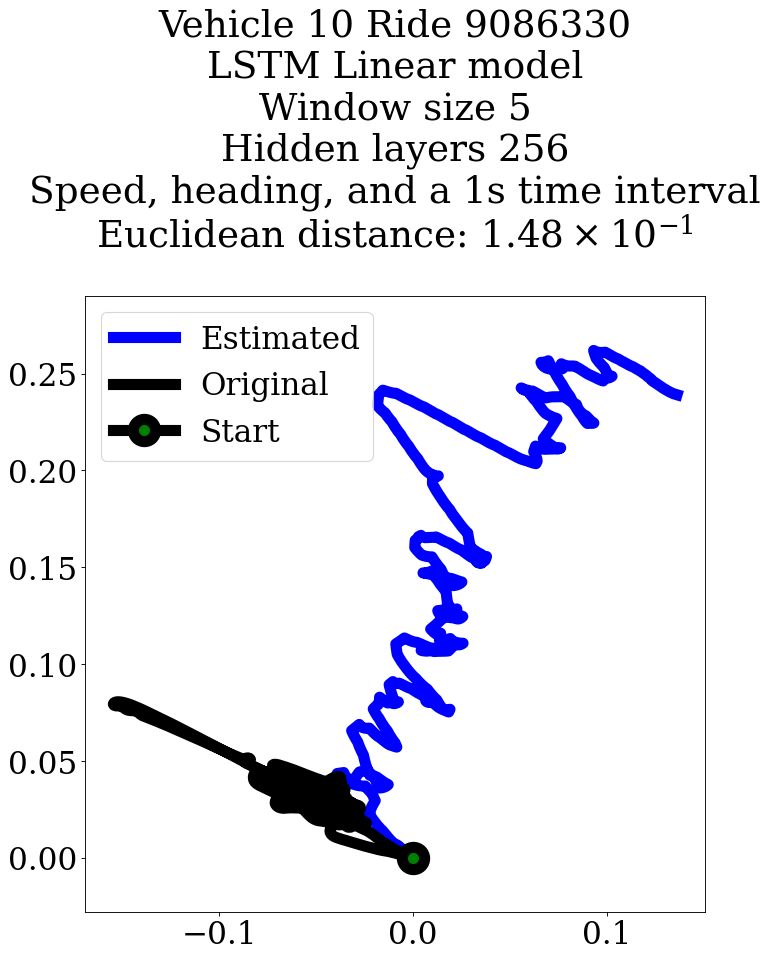 Vehicle 10 Ride 9086330
LSTM Linear model
Window size 5
Hidden layers 256
Speed, heading, and a 1s time interval
Euclidean distance: 1.48 × 10⁻¹
Estimated
Original
Start
0.25
0.20
0.15
0.10
0.05
0.00
−0.1 0.0 0.1